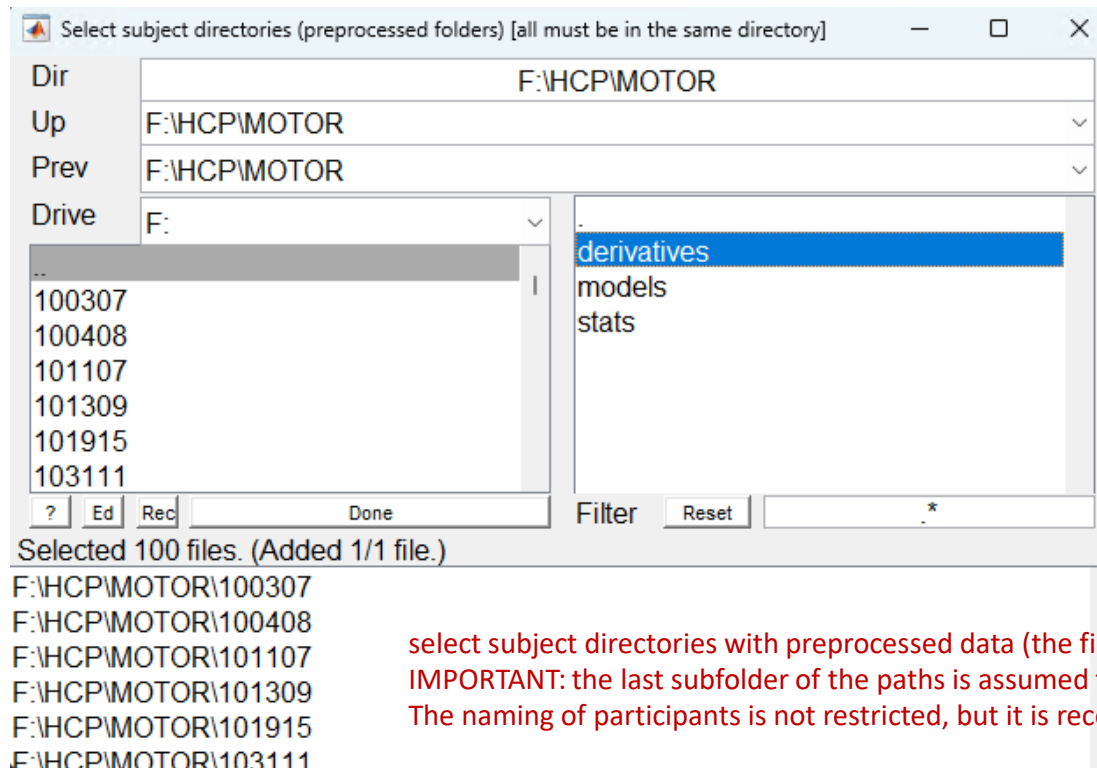 Select subject directories (preprocessed folders) [all must be in the same directory]
Dir F:\HCP\MOTOR
Up F:\HCP\MOTOR
Prev F:\HCP\MOTOR
Drive F:
..
100307
100408
101107
101309
101915
103111
.
derivatives
models
stats
? Ed Rec Done Filter Reset .*
Selected 100 files. (Added 1/1 file.)
F:\HCP\MOTOR\100307
F:\HCP\MOTOR\100408
F:\HCP\MOTOR\101107
F:\HCP\MOTOR\101309
F:\HCP\MOTOR\101915
F:\HCP\MOTOR\103111
select subject directories with preprocessed data (the
IMPORTANT: the last subfolder of the paths is assumed
The naming of participants is not restricted, but it is